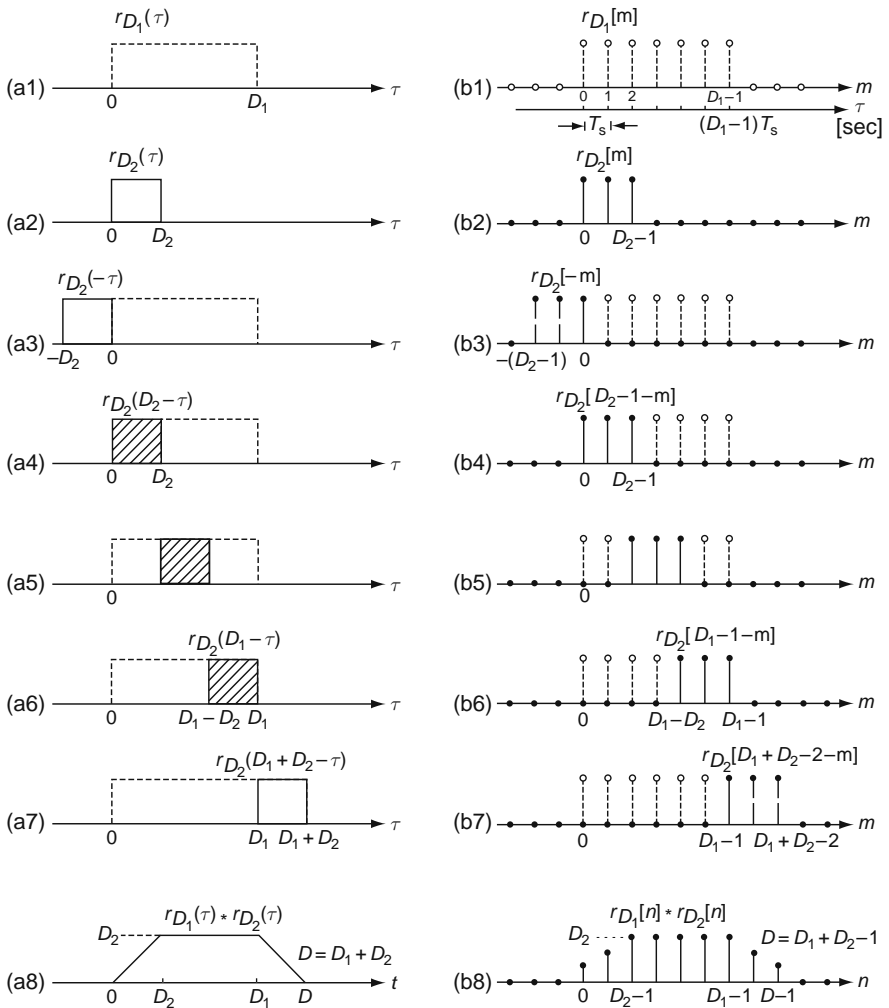 r_{D_1}(τ)
(a1)
0
D_1
τ
r_{D_1}[m]
(b1)
0 1 2 D_1–1
m
τ
T_s
(D_1–1)T_s
[sec]
r_{D_2}(τ)
(a2)
0
D_2
τ
r_{D_2}[m]
(b2)
0
D_2–1
m
r_{D_2}(–τ)
(a3)
–D_2
0
τ
r_{D_2}[–m]
(b3)
–(D_2–1)
0
m
r_{D_2}(D_2–τ)
(a4)
0
D_2
τ
r_{D_2}[D_2–1–m]
(b4)
0
D_2–1
m
(a5)
0
τ
(b5)
0
m
r_{D_2}(D_1–τ)
(a6)
0
D_1–D_2
D_1
τ
r_{D_2}[D_1–1–m]
(b6)
0
D_1–D_2
D_1–1
m
r_{D_2}(D_1+D_2–τ)
(a7)
0
D_1
D_1+D_2
τ
r_{D_2}[D_1+D_2–2–m]
(b7)
0
D_1–1
D_1+D_2–2
m
r_{D_1}(τ) * r_{D_2}(τ)
D_2
D=D_1+D_2
(a8)
0
D_2
D_1
D
t
r_{D_1}[n] * r_{D_2}[n]
D_2
D=D_1+D_2–1
(b8)
0
D_2–1
D_1–1
D–1
n